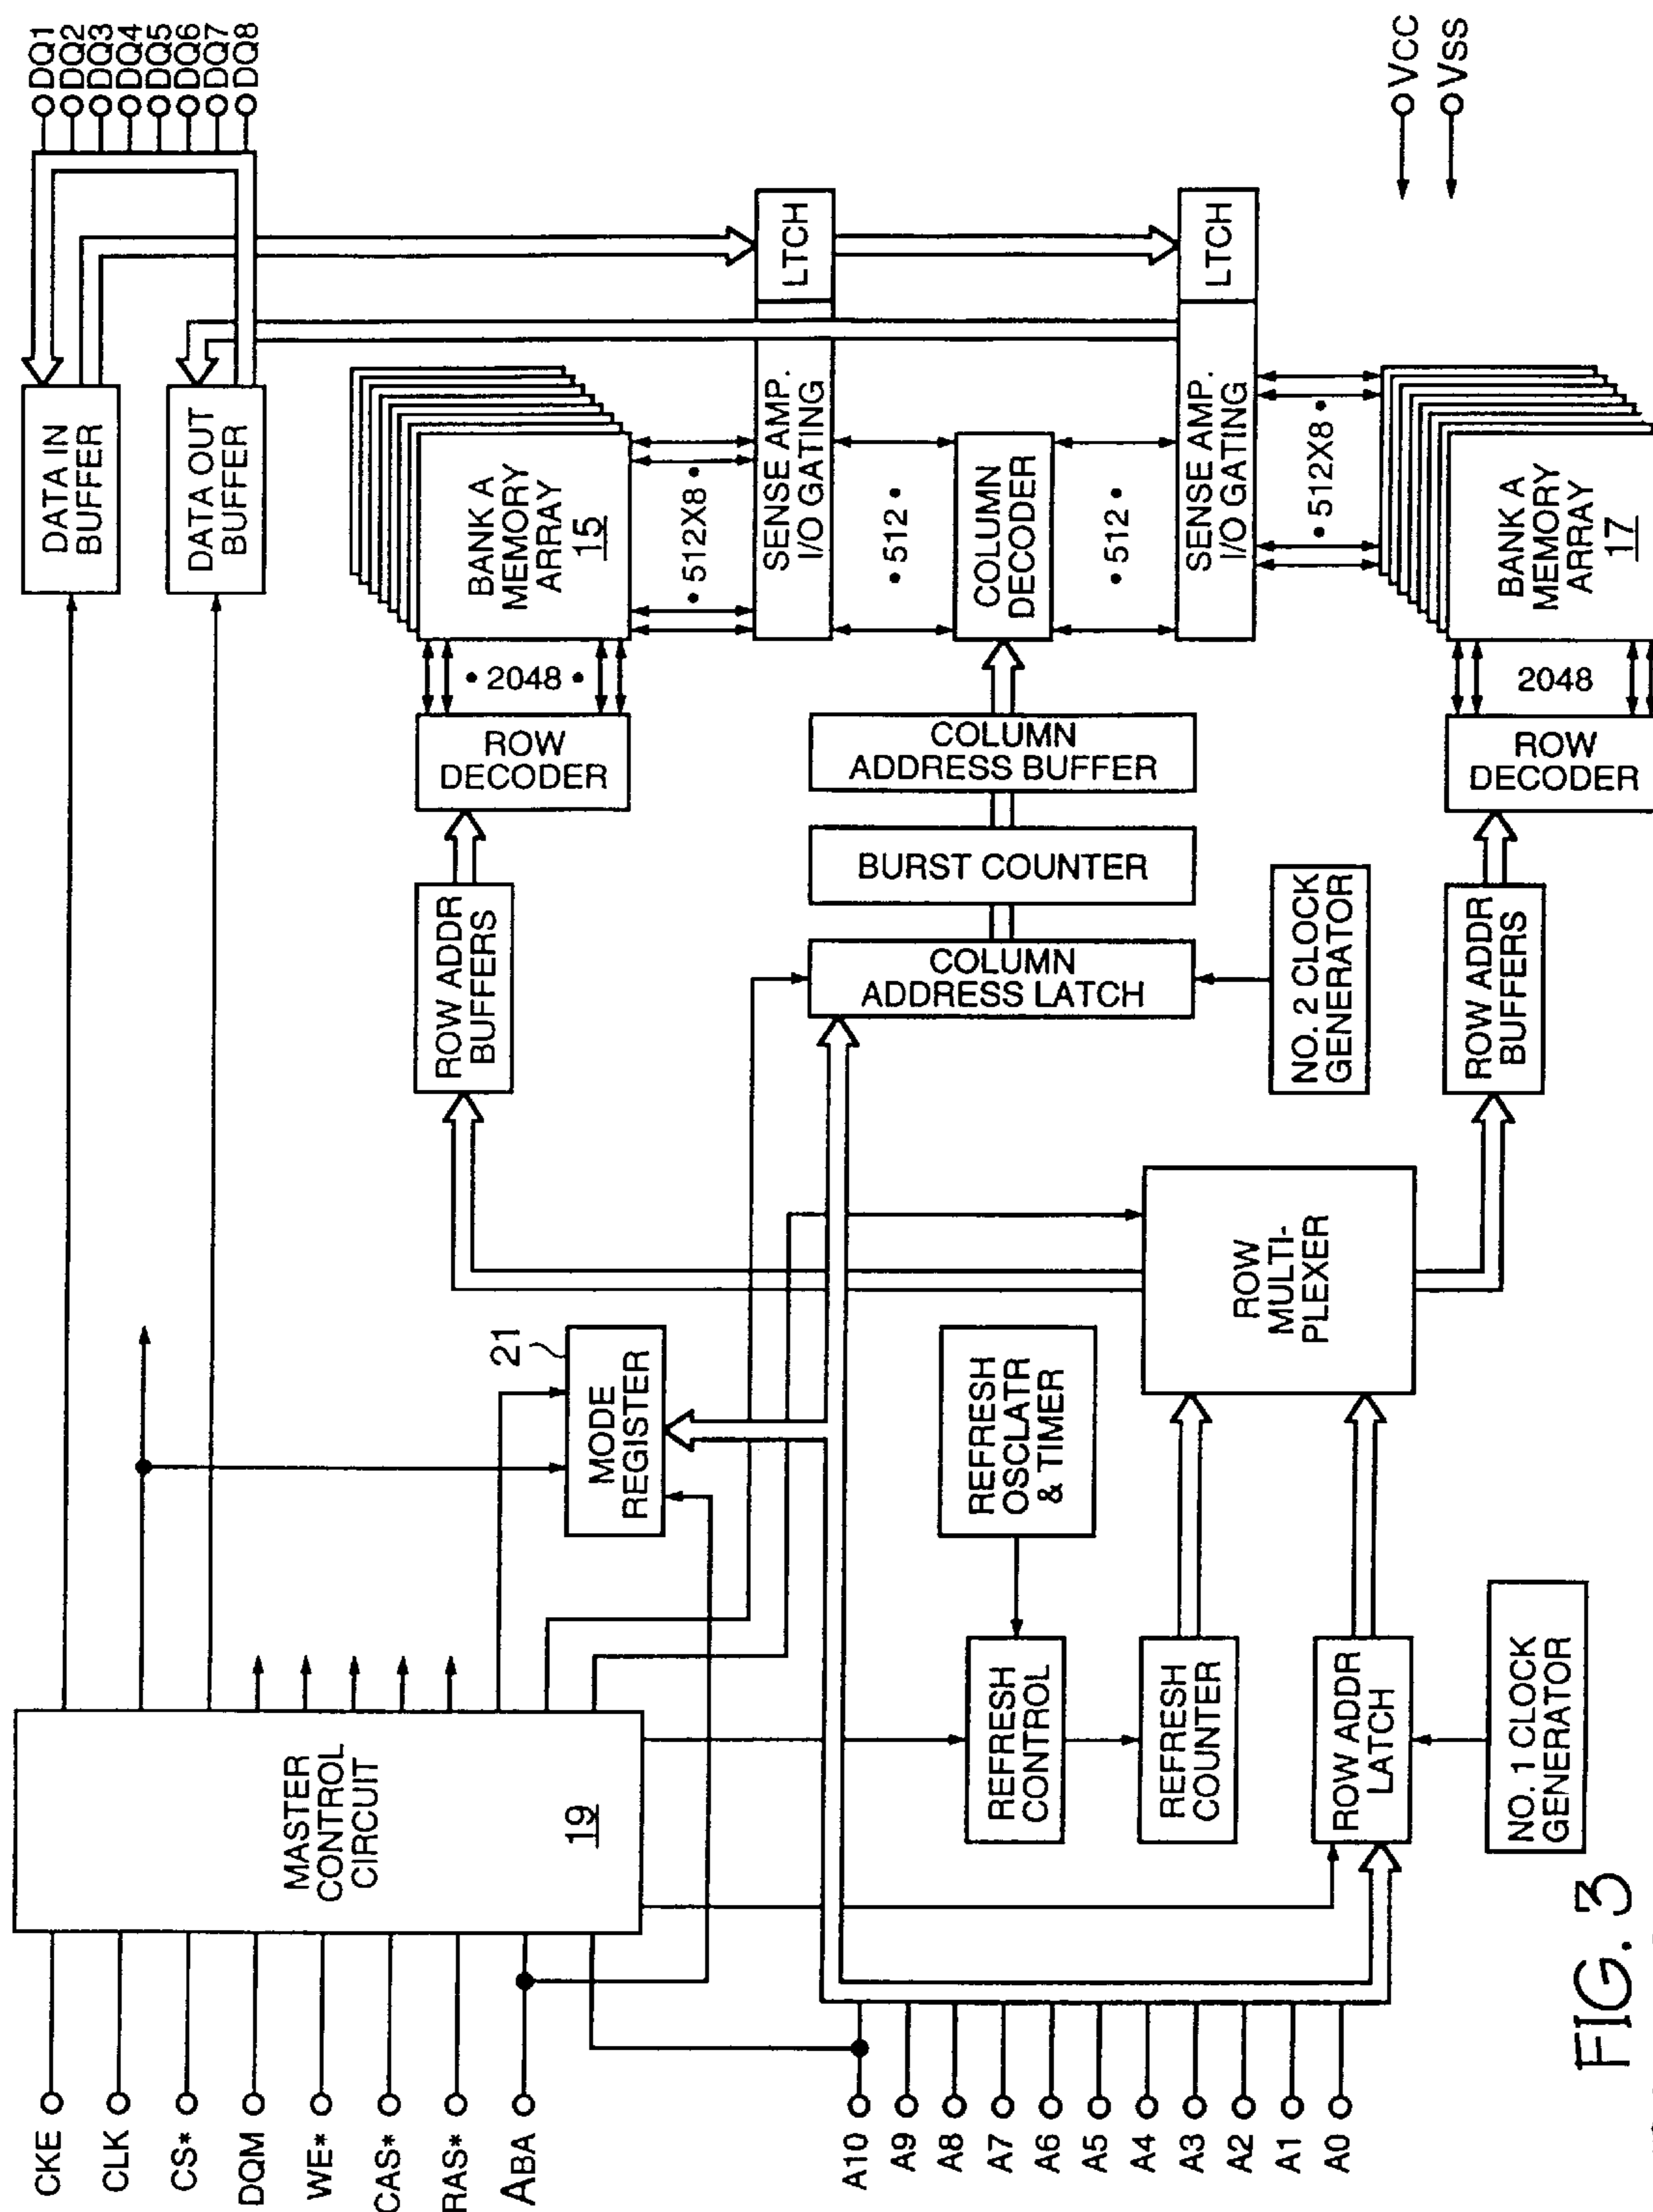 CKE
CLK
CS*
DQM
WE*
CAS*
RAS*
ABA
A10
A9
A8
A7
A6
A5
A4
A3
A2
A1
A0
MASTER
CONTROL
CIRCUIT
19
MODE
REGISTER
21
REFRESH
OSCLATR
& TIMER
REFRESH
CONTROL
REFRESH
COUNTER
ROW ADDR
LATCH
NO. 1 CLOCK
GENERATOR
ROW
MULTI-
PLEXER
ROW ADDR
BUFFERS
ROW
DECODER
• 2048 •
BANK A
MEMORY
ARRAY
15
• 512X8 •
SENSE AMP.
I/O GATING
LTCH
• 512 •
COLUMN
ADDRESS LATCH
BURST COUNTER
COLUMN
ADDRESS BUFFER
COLUMN
DECODER
NO. 2 CLOCK
GENERATOR
• 512 •
SENSE AMP.
I/O GATING
LTCH
• 512X8 •
ROW ADDR
BUFFERS
ROW
DECODER
2048
BANK A
MEMORY
ARRAY
17
DATA IN
BUFFER
DATA OUT
BUFFER
DQ1
DQ2
DQ3
DQ4
DQ5
DQ6
DQ7
DQ8
VCC
VSS
FIG. 3